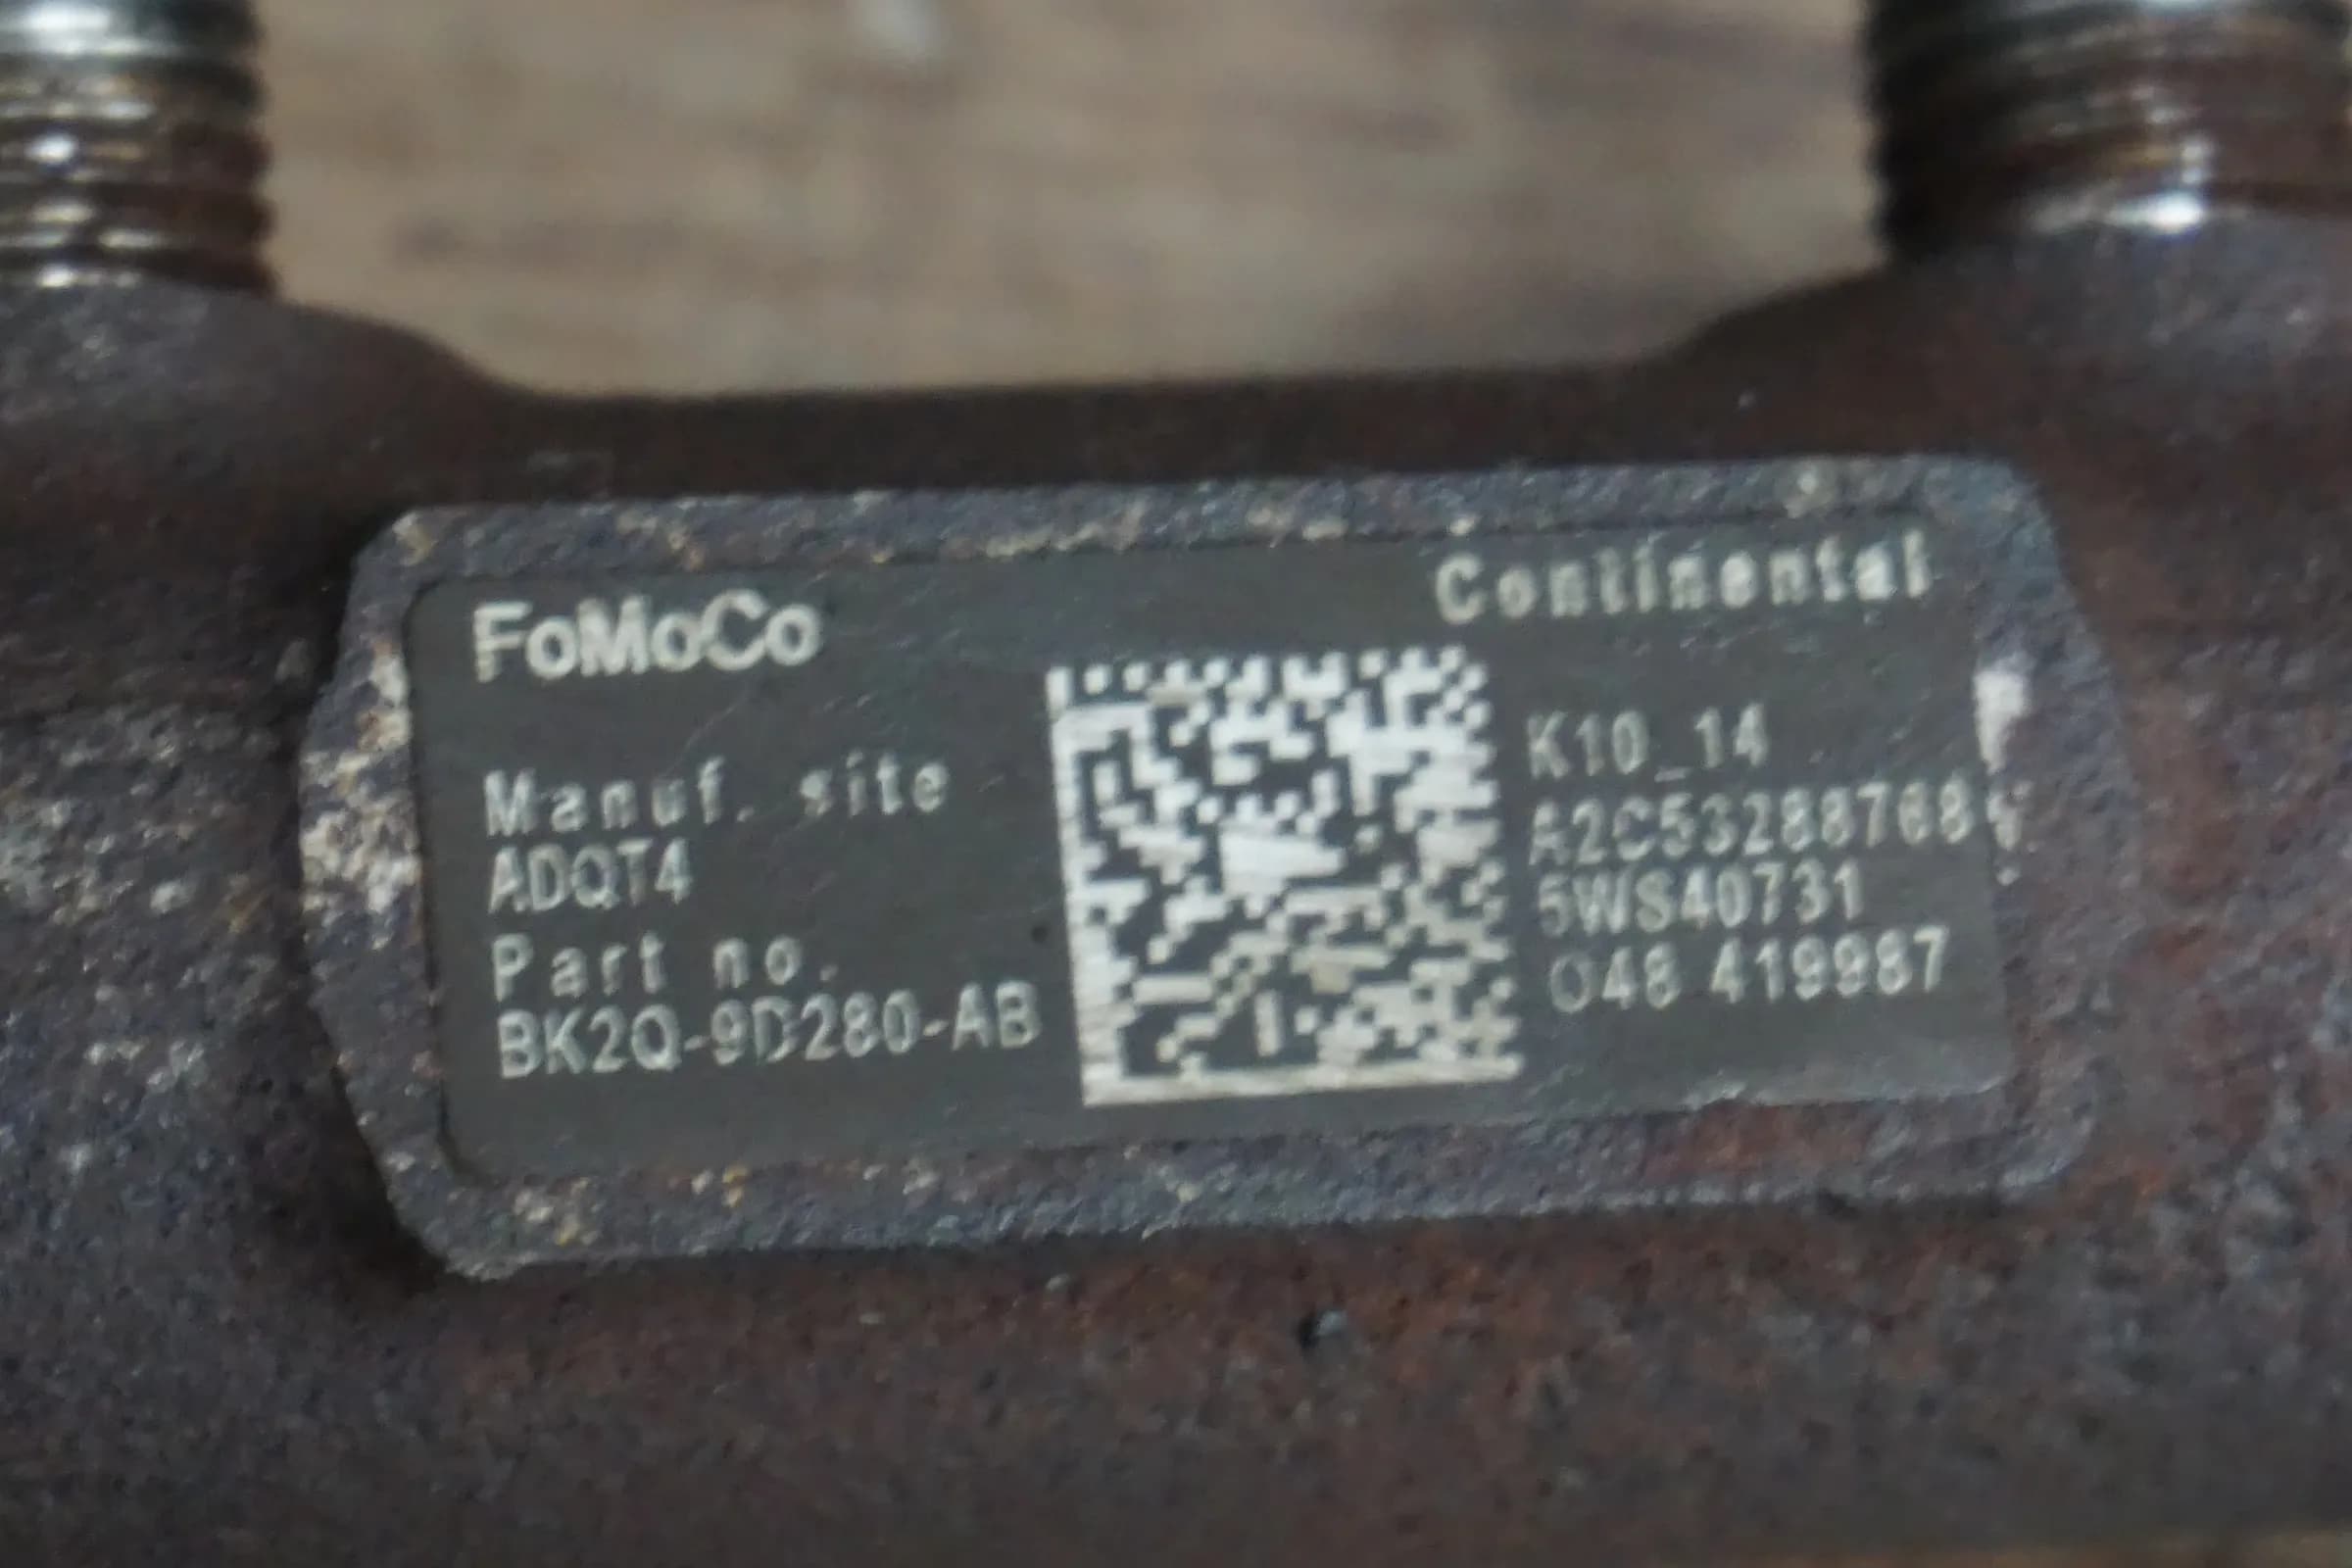 FoMoCo
Manuf. site
ADQT4
Part no.
BK2Q-9D280-AB
Continental
K10_14
A2C53288768
5WS40731
048 419987